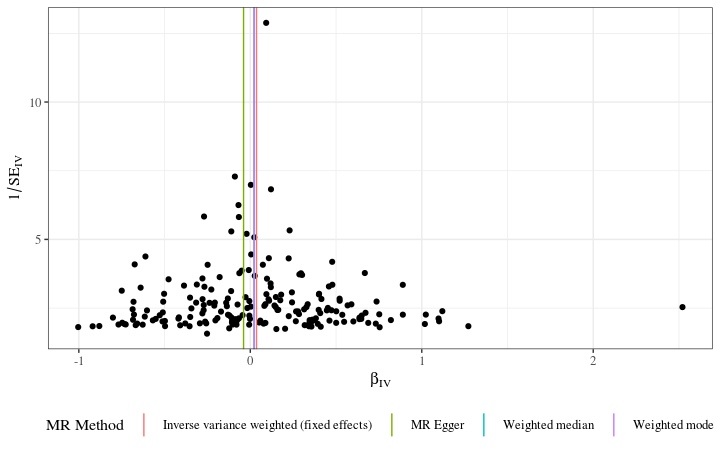 10
5
1/SE_IV
-1
0
1
2
β_IV
MR Method Inverse variance weighted (fixed effects) MR Egger Weighted median Weighted mode